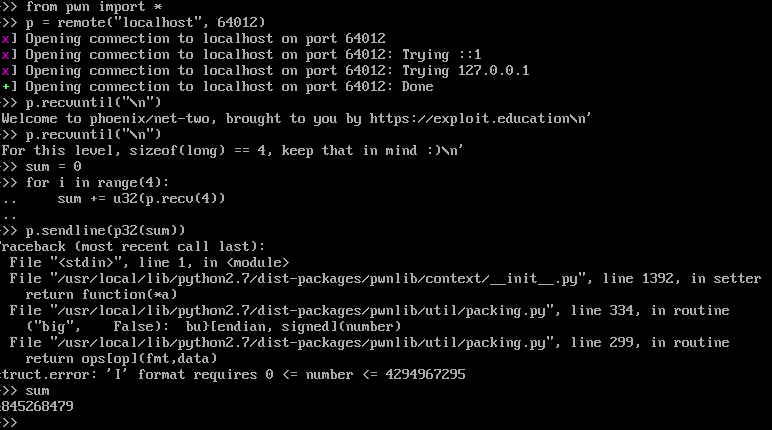 >> from pwn import *
>> p = remote("localhost", 64012)
x] Opening connection to localhost on port 64012
x] Opening connection to localhost on port 64012: Trying ::1
x] Opening connection to localhost on port 64012: Trying 127.0.0.1
+] Opening connection to localhost on port 64012: Done
>> p.recvuntil("\n")
Welcome to phoenix/net-two, brought to you by https://exploit.education\n'
>> p.recvuntil("\n")
For this level, sizeof(long) == 4, keep that in mind :)\n'
>> sum = 0
>> for i in range(4):
..     sum += u32(p.recv(4))
..
>> p.sendline(p32(sum))
raceback (most recent call last):
  File "<stdin>", line 1, in <module>
  File "/usr/local/lib/python2.7/dist-packages/pwnlib/context/__init__.py", line 1392, in setter
    return function(*a)
  File "/usr/local/lib/python2.7/dist-packages/pwnlib/util/packing.py", line 334, in routine
    ("big",    False):  bu}[endian, signed](number)
  File "/usr/local/lib/python2.7/dist-packages/pwnlib/util/packing.py", line 299, in routine
    return ops[op](fmt,data)
truct.error: 'I' format requires 0 <= number <= 4294967295
>> sum
845268479
>>